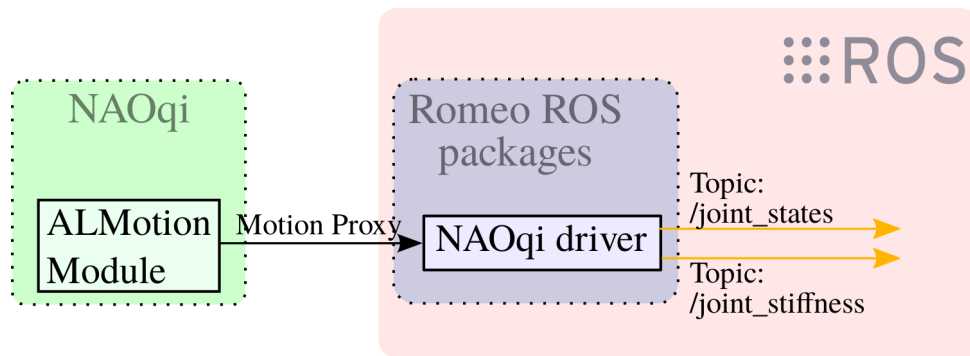 ROS
NAOqi
Romeo ROS
packages
ALMotion
Module
Motion Proxy
NAOqi driver
Topic:
/joint_states
Topic:
/joint_stiffness